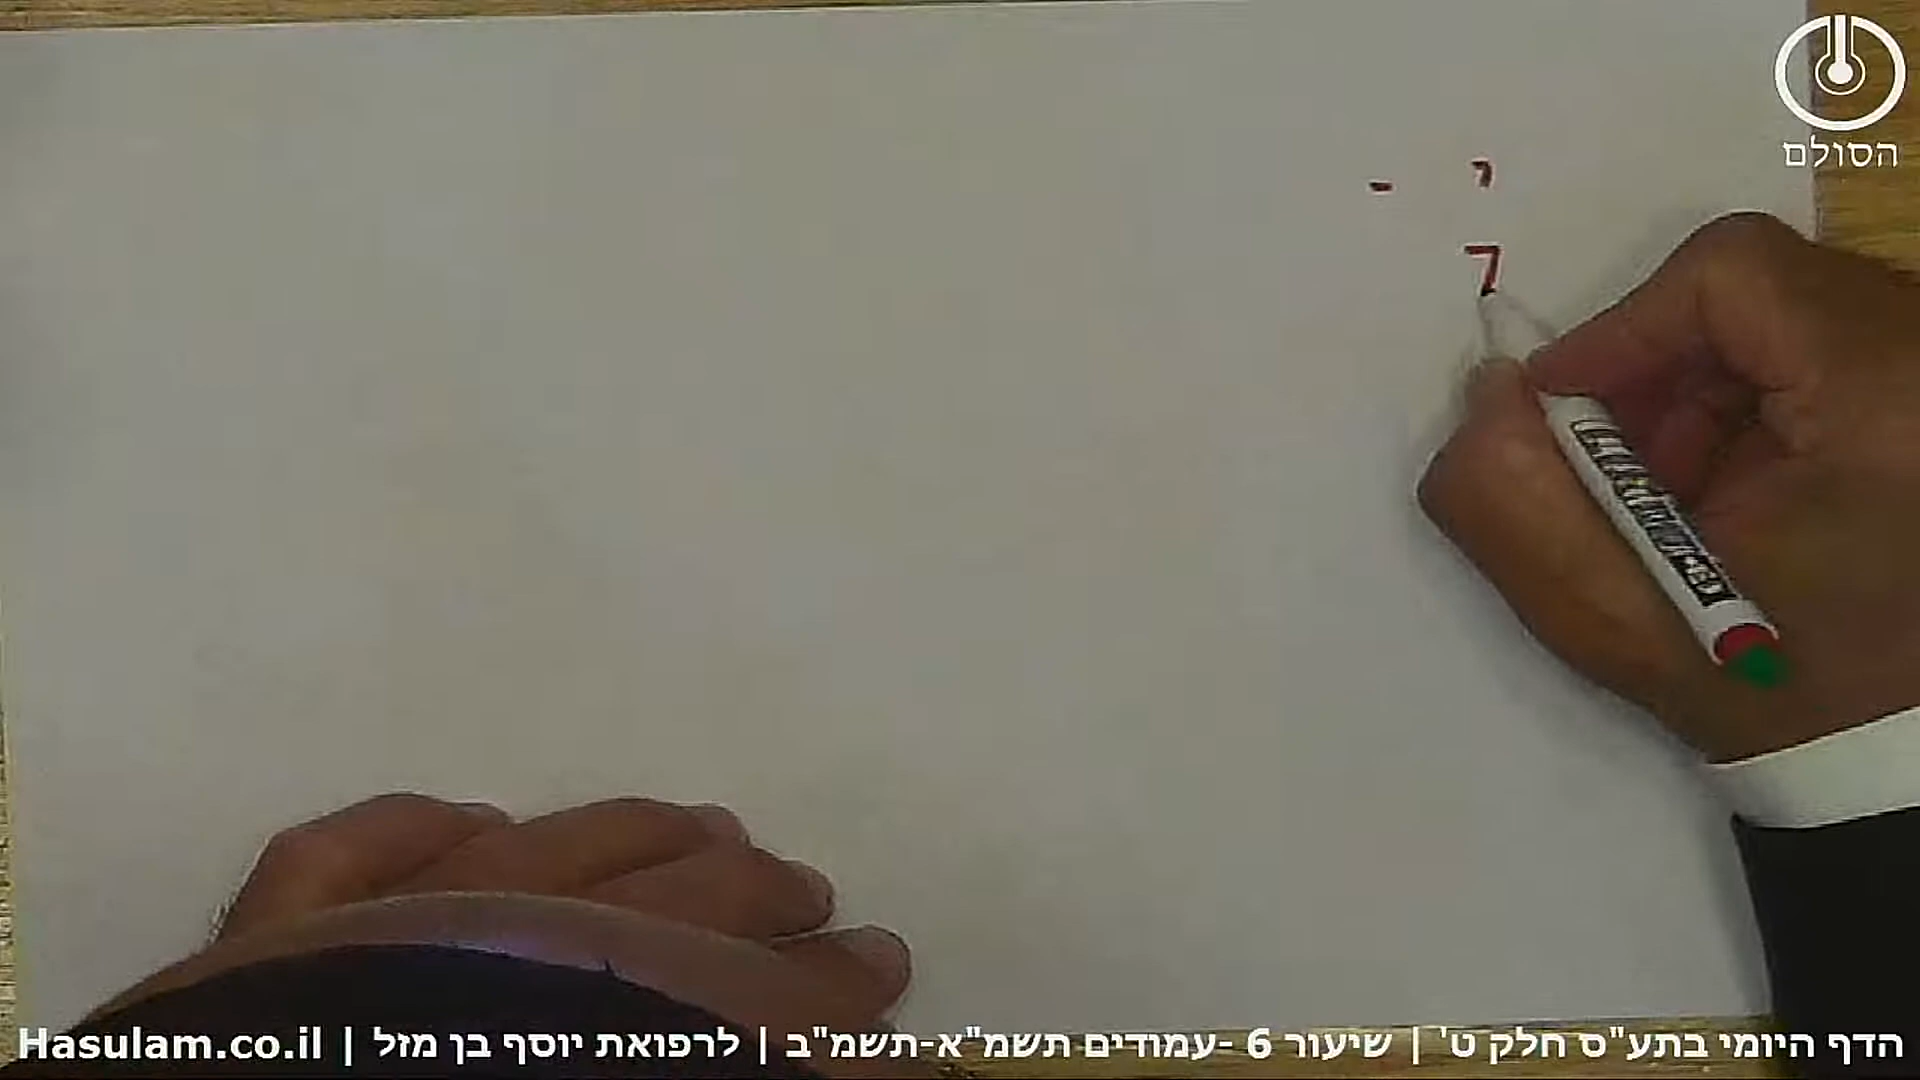 הסולם
י -
ך
הדף היומי בתע"ס חלק ט' | שיעור 6 -עמודים תשמ"א-תשמ"ב | לרפואת יוסף בן מזל | Hasulam.co.il